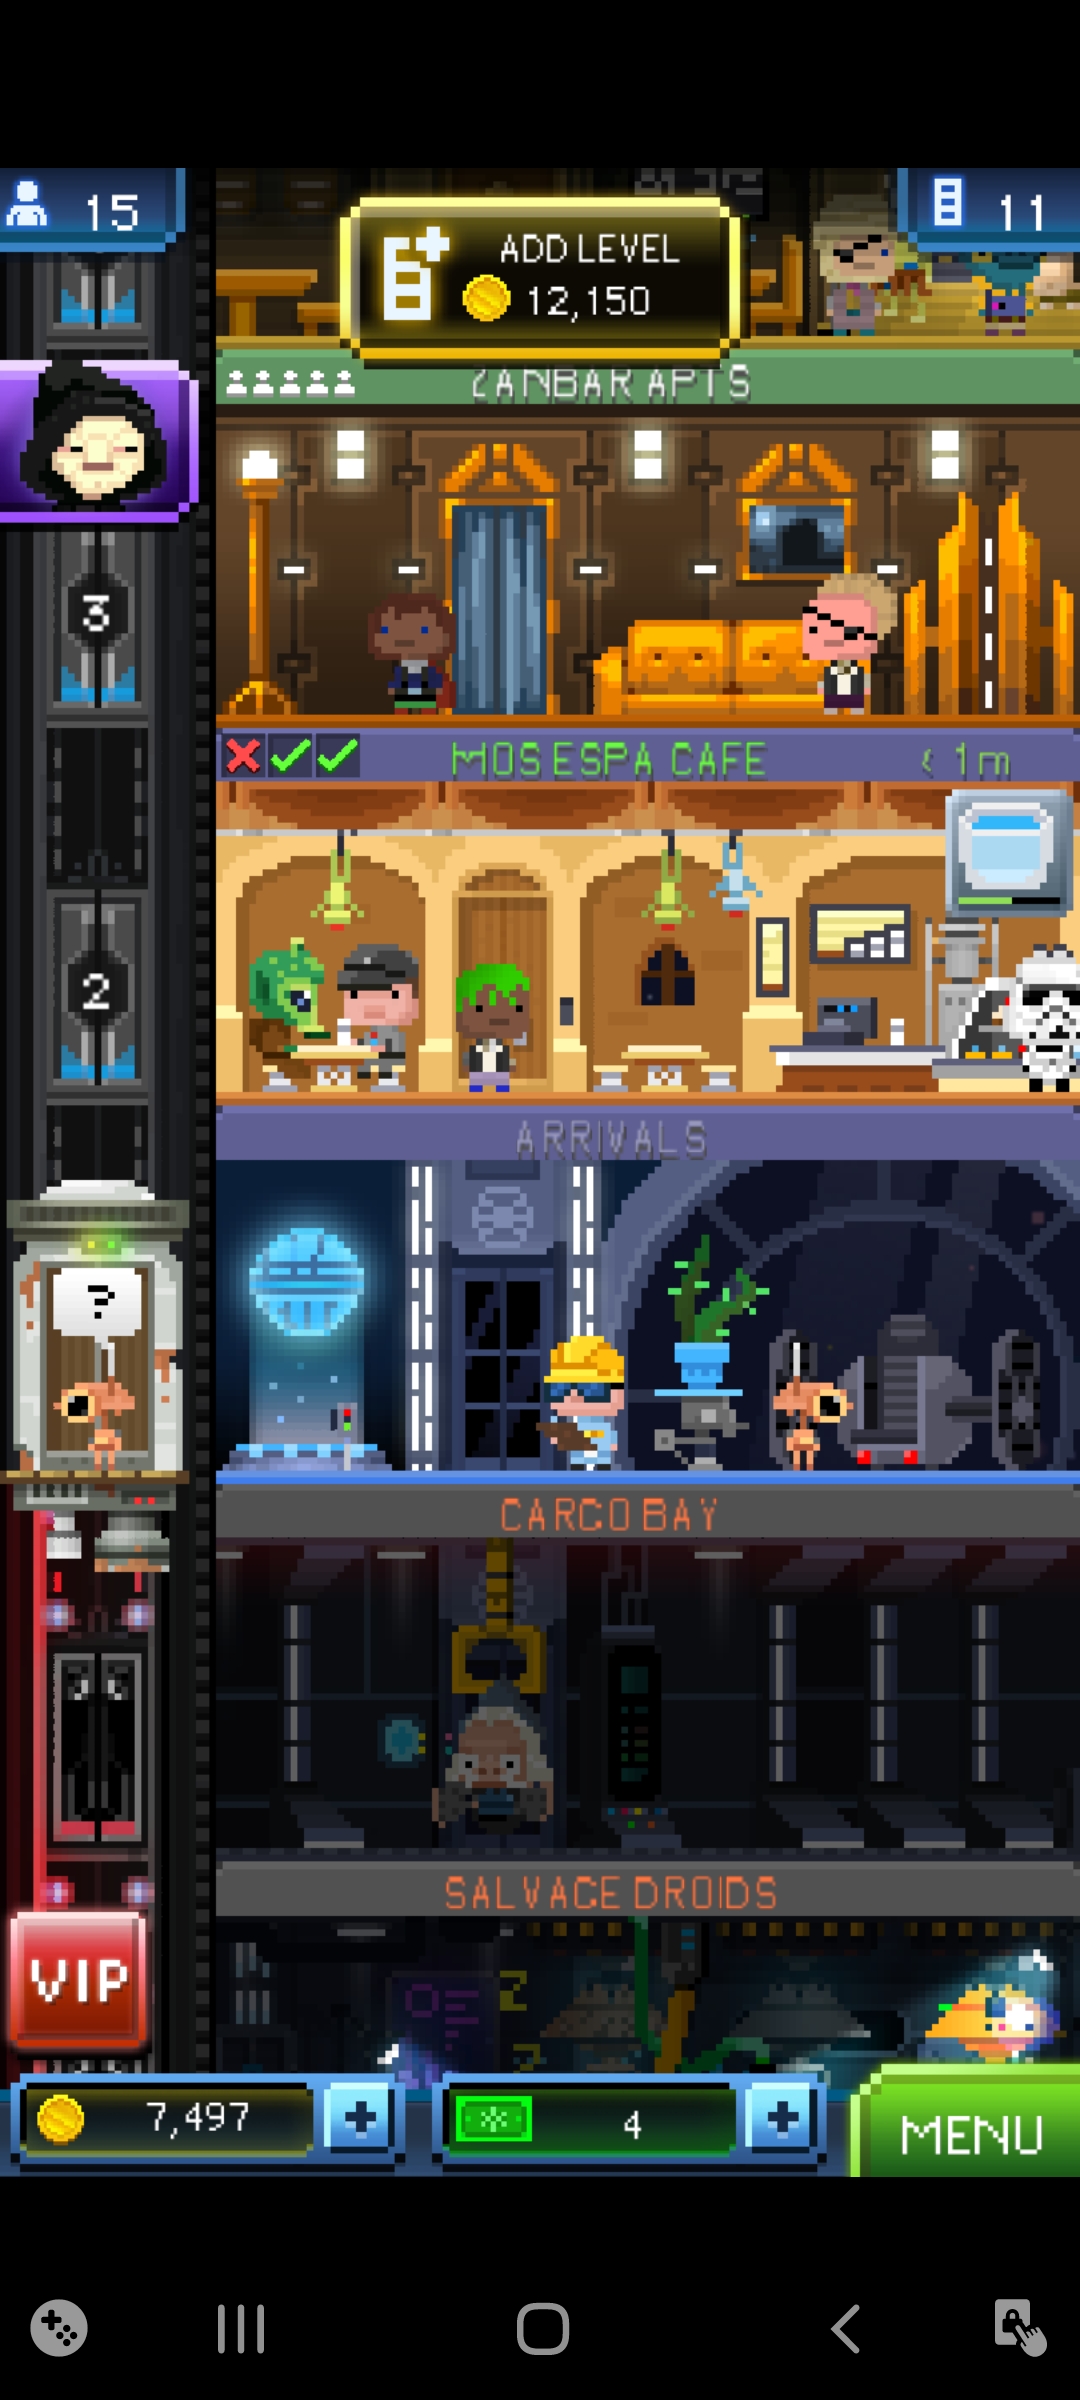 15
11
ADD LEVEL
12,150
ZANBAR APTS
3
MOS ESPA CAFE
< 1m
2
ARRIVALS
?
CARGO BAY
SALVAGE DROIDS
VIP
7,497
4
MENU